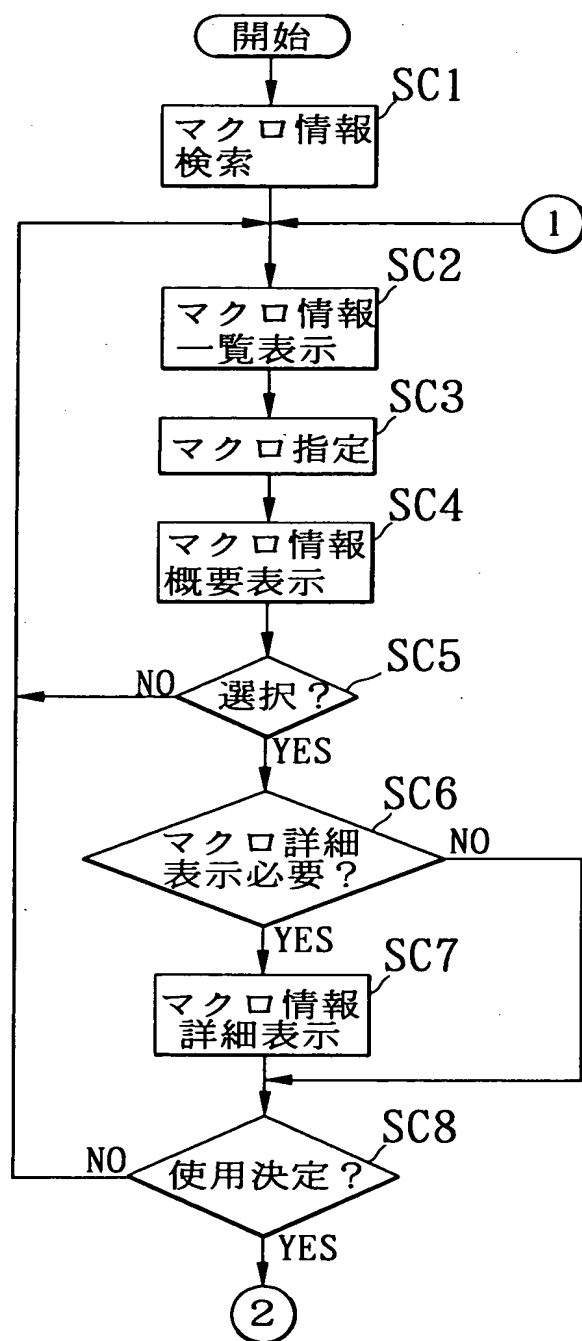 開始
SC1
マクロ情報
検索
1
SC2
マクロ情報
一覧表示
SC3
マクロ指定
SC4
マクロ情報
概要表示
SC5
NO
選択？
YES
SC6
マクロ詳細
表示必要？
NO
YES
SC7
マクロ情報
詳細表示
SC8
NO
使用決定？
YES
2